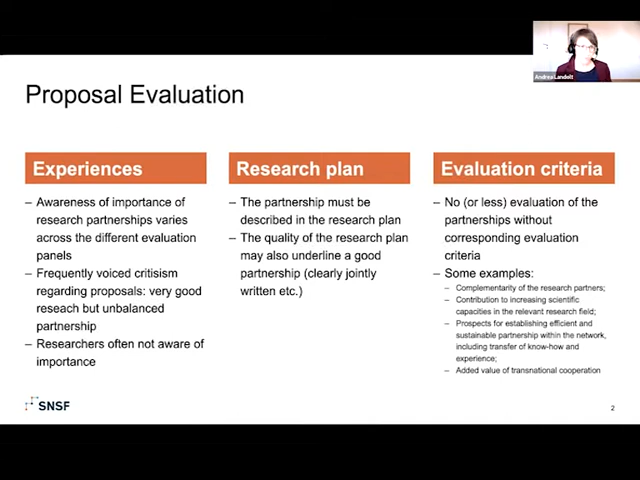 Andrea Landolt
Proposal Evaluation
Experiences
– Awareness of importance of
research partnerships varies
across the different evaluation
panels
– Frequently voiced critisism
regarding proposals: very good
reseach but unbalanced
partnership
– Researchers often not aware of
importance
Research plan
– The partnership must be
described in the research plan
– The quality of the research plan
may also underline a good
partnership (clearly jointly
written etc.)
Evaluation criteria
– No (or less) evaluation of the
partnerships without
corresponding evaluation
criteria
– Some examples:
– Complementarity of the research partners;
– Contribution to increasing scientific
capacities in the relevant research field;
– Prospects for establishing efficient and
sustainable partnership within the network,
including transfer of know-how and
experience;
– Added value of transnational cooperation
SNSF
2